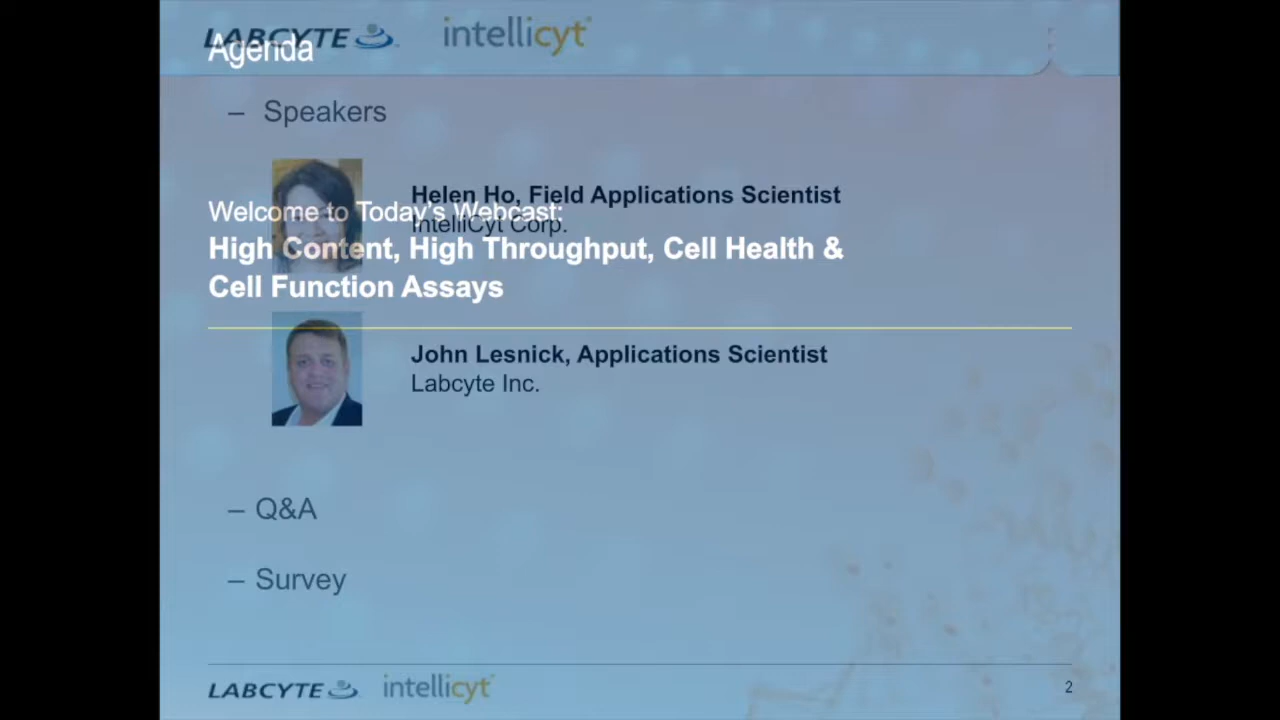 LABCYTE intellicyt
Agenda
– Speakers
Helen Ho, Field Applications Scientist
IntelliCyt Corp.
Welcome to Today's Webcast:
High Content, High Throughput, Cell Health &
Cell Function Assays
John Lesnick, Applications Scientist
Labcyte Inc.
– Q&A
– Survey
LABCYTE intellicyt
2